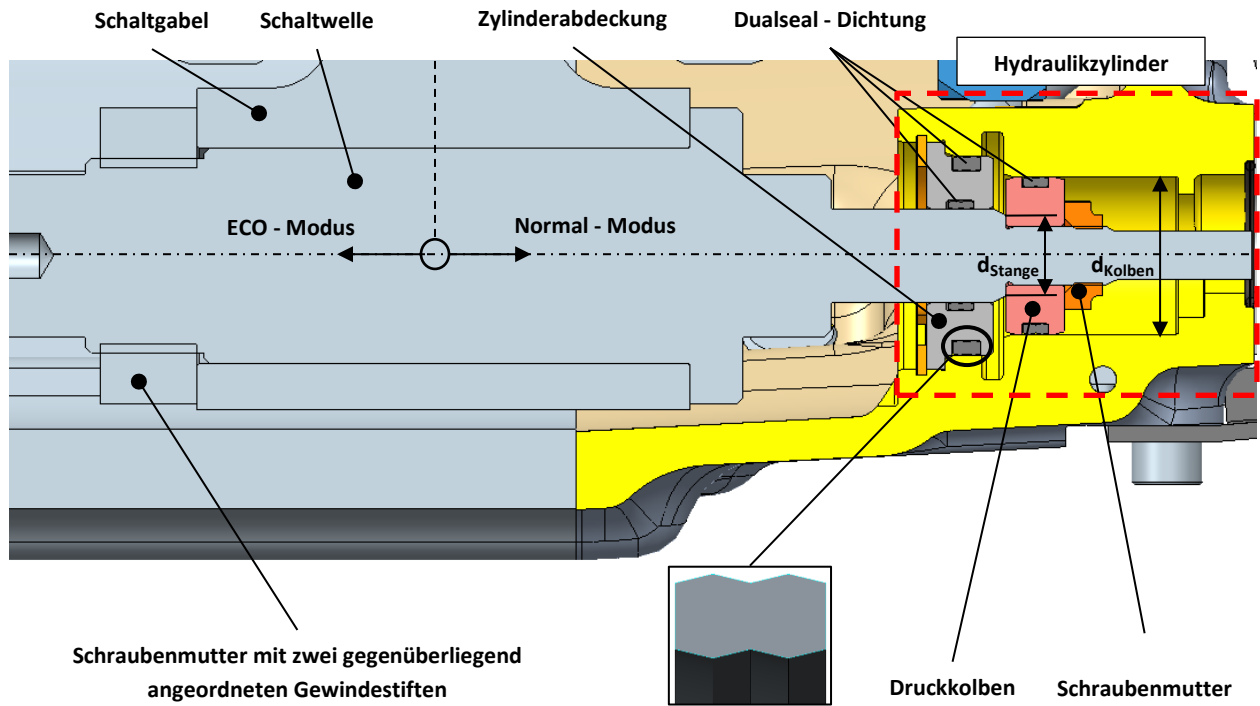 Schaltgabel
Schaltwelle
Zylinderabdeckung
Dualseal - Dichtung
Hydraulikzylinder
ECO - Modus
Normal - Modus
dStange
dKolben
Schraubenmutter mit zwei gegenüberliegend
angeordneten Gewindestiften
Druckkolben
Schraubenmutter